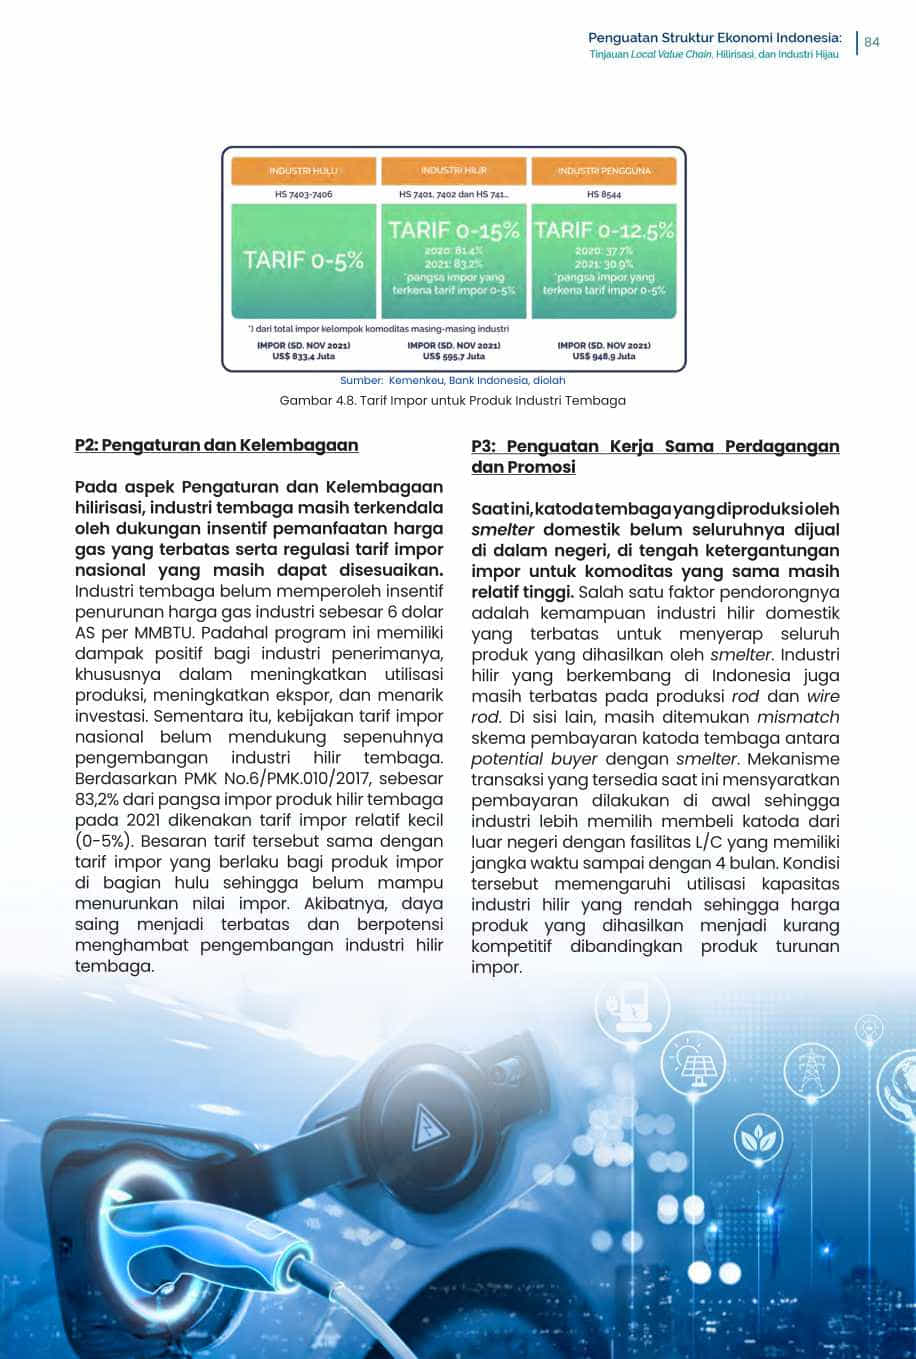 Penguatan Struktur Ekonomi Indonesia:
Tinjauan Local Value Chain, Hilirisasi, dan Industri Hijau
84
INDUSTRI HULU
HS 7403-7406
TARIF 0-5%
INDUSTRI HILIR
HS 7401, 7402 dan HS 741...
TARIF 0-15%
2020: 81.4%
2021: 83.2%
*pangsa impor yang
terkena tarif impor 0-5%
INDUSTRI PENGGUNA
HS 8544
TARIF 0-12.5%
2020: 37.7%
2021: 30.9%
*pangsa impor yang
terkena tarif impor 0-5%
*) dari total impor kelompok komoditas masing-masing industri
IMPOR (SD. NOV 2021)
US$ 833,4 Juta
IMPOR (SD. NOV 2021)
US$ 595,7 Juta
IMPOR (SD. NOV 2021)
US$ 948,9 Juta
Sumber: Kemenkeu, Bank Indonesia, diolah
Gambar 4.8. Tarif Impor untuk Produk Industri Tembaga
P2: Pengaturan dan Kelembagaan
Pada aspek Pengaturan dan Kelembagaan
hilirisasi, industri tembaga masih terkendala
oleh dukungan insentif pemanfaatan harga
gas yang terbatas serta regulasi tarif impor
nasional yang masih dapat disesuaikan.
Industri tembaga belum memperoleh insentif
penurunan harga gas industri sebesar 6 dolar
AS per MMBTU. Padahal program ini memiliki
dampak positif bagi industri penerimanya,
khususnya dalam meningkatkan utilisasi
produksi, meningkatkan ekspor, dan menarik
investasi. Sementara itu, kebijakan tarif impor
nasional belum mendukung sepenuhnya
pengembangan industri hilir tembaga.
Berdasarkan PMK No.6/PMK.010/2017, sebesar
83,2% dari pangsa impor produk hilir tembaga
pada 2021 dikenakan tarif impor relatif kecil
(0-5%). Besaran tarif tersebut sama dengan
tarif impor yang berlaku bagi produk impor
di bagian hulu sehingga belum mampu
menurunkan nilai impor. Akibatnya, daya
saing menjadi terbatas dan berpotensi
menghambat pengembangan industri hilir
tembaga.
P3: Penguatan Kerja Sama Perdagangan
dan Promosi
Saat ini, katoda tembaga yang diproduksi oleh
smelter domestik belum seluruhnya dijual
di dalam negeri, di tengah ketergantungan
impor untuk komoditas yang sama masih
relatif tinggi. Salah satu faktor pendorongnya
adalah kemampuan industri hilir domestik
yang terbatas untuk menyerap seluruh
produk yang dihasilkan oleh smelter. Industri
hilir yang berkembang di Indonesia juga
masih terbatas pada produksi rod dan wire
rod. Di sisi lain, masih ditemukan mismatch
skema pembayaran katoda tembaga antara
potential buyer dengan smelter. Mekanisme
transaksi yang tersedia saat ini mensyaratkan
pembayaran dilakukan di awal sehingga
industri lebih memilih membeli katoda dari
luar negeri dengan fasilitas L/C yang memiliki
jangka waktu sampai dengan 4 bulan. Kondisi
tersebut memengaruhi utilisasi kapasitas
industri hilir yang rendah sehingga harga
produk yang dihasilkan menjadi kurang
kompetitif dibandingkan produk turunan
impor.